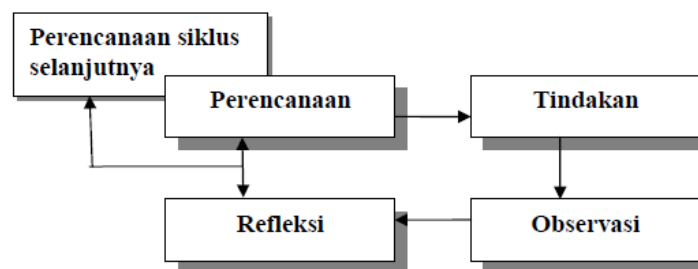 Perencanaan siklus
selanjutnya
Perencanaan
Tindakan
Refleksi
Observasi